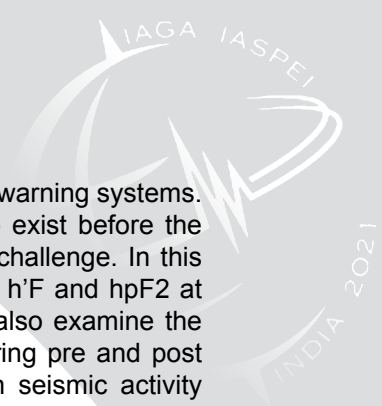 IAGA IASPEI
INDIA 2021
warning systems.
exist before the
challenge. In this
h'F and hpF2 at
also examine the
ring pre and post
seismic activity